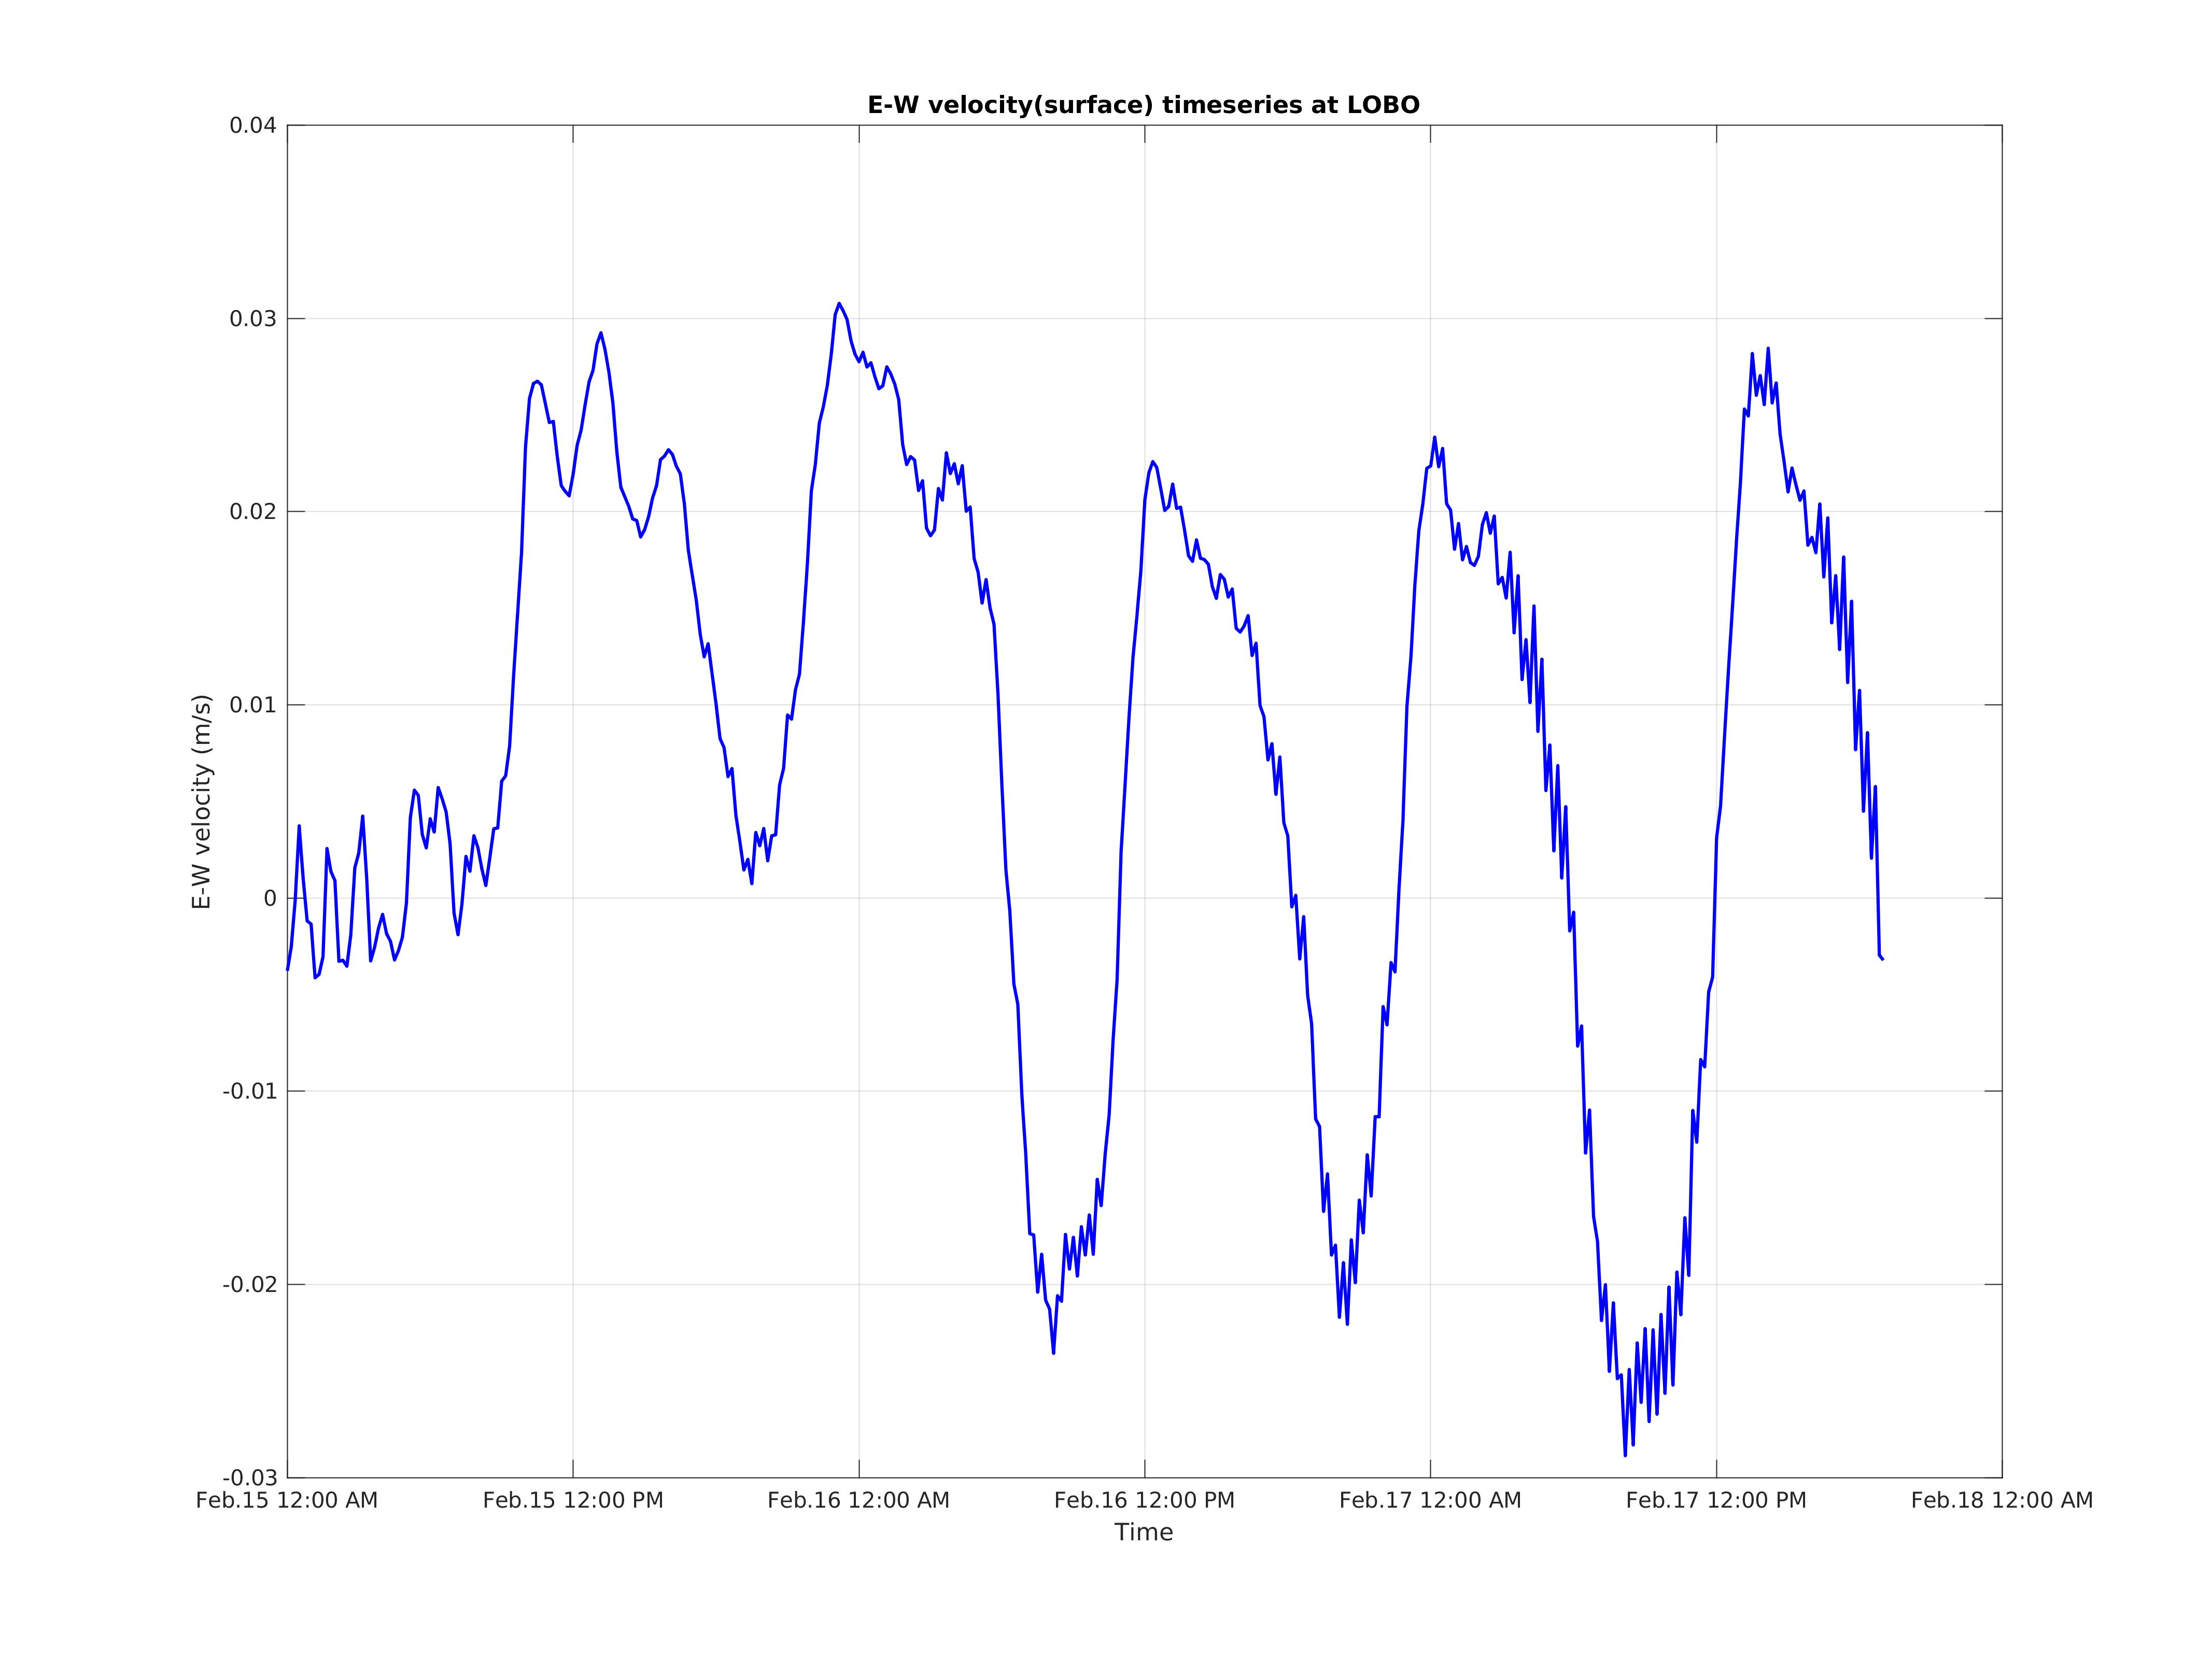 E-W velocity(surface) timeseries at LOBO
0.04
0.03
0.02
0.01
0
-0.01
-0.02
-0.03
E-W velocity (m/s)
Feb.15 12:00 AM
Feb.15 12:00 PM
Feb.16 12:00 AM
Feb.16 12:00 PM
Feb.17 12:00 AM
Feb.17 12:00 PM
Feb.18 12:00 AM
Time